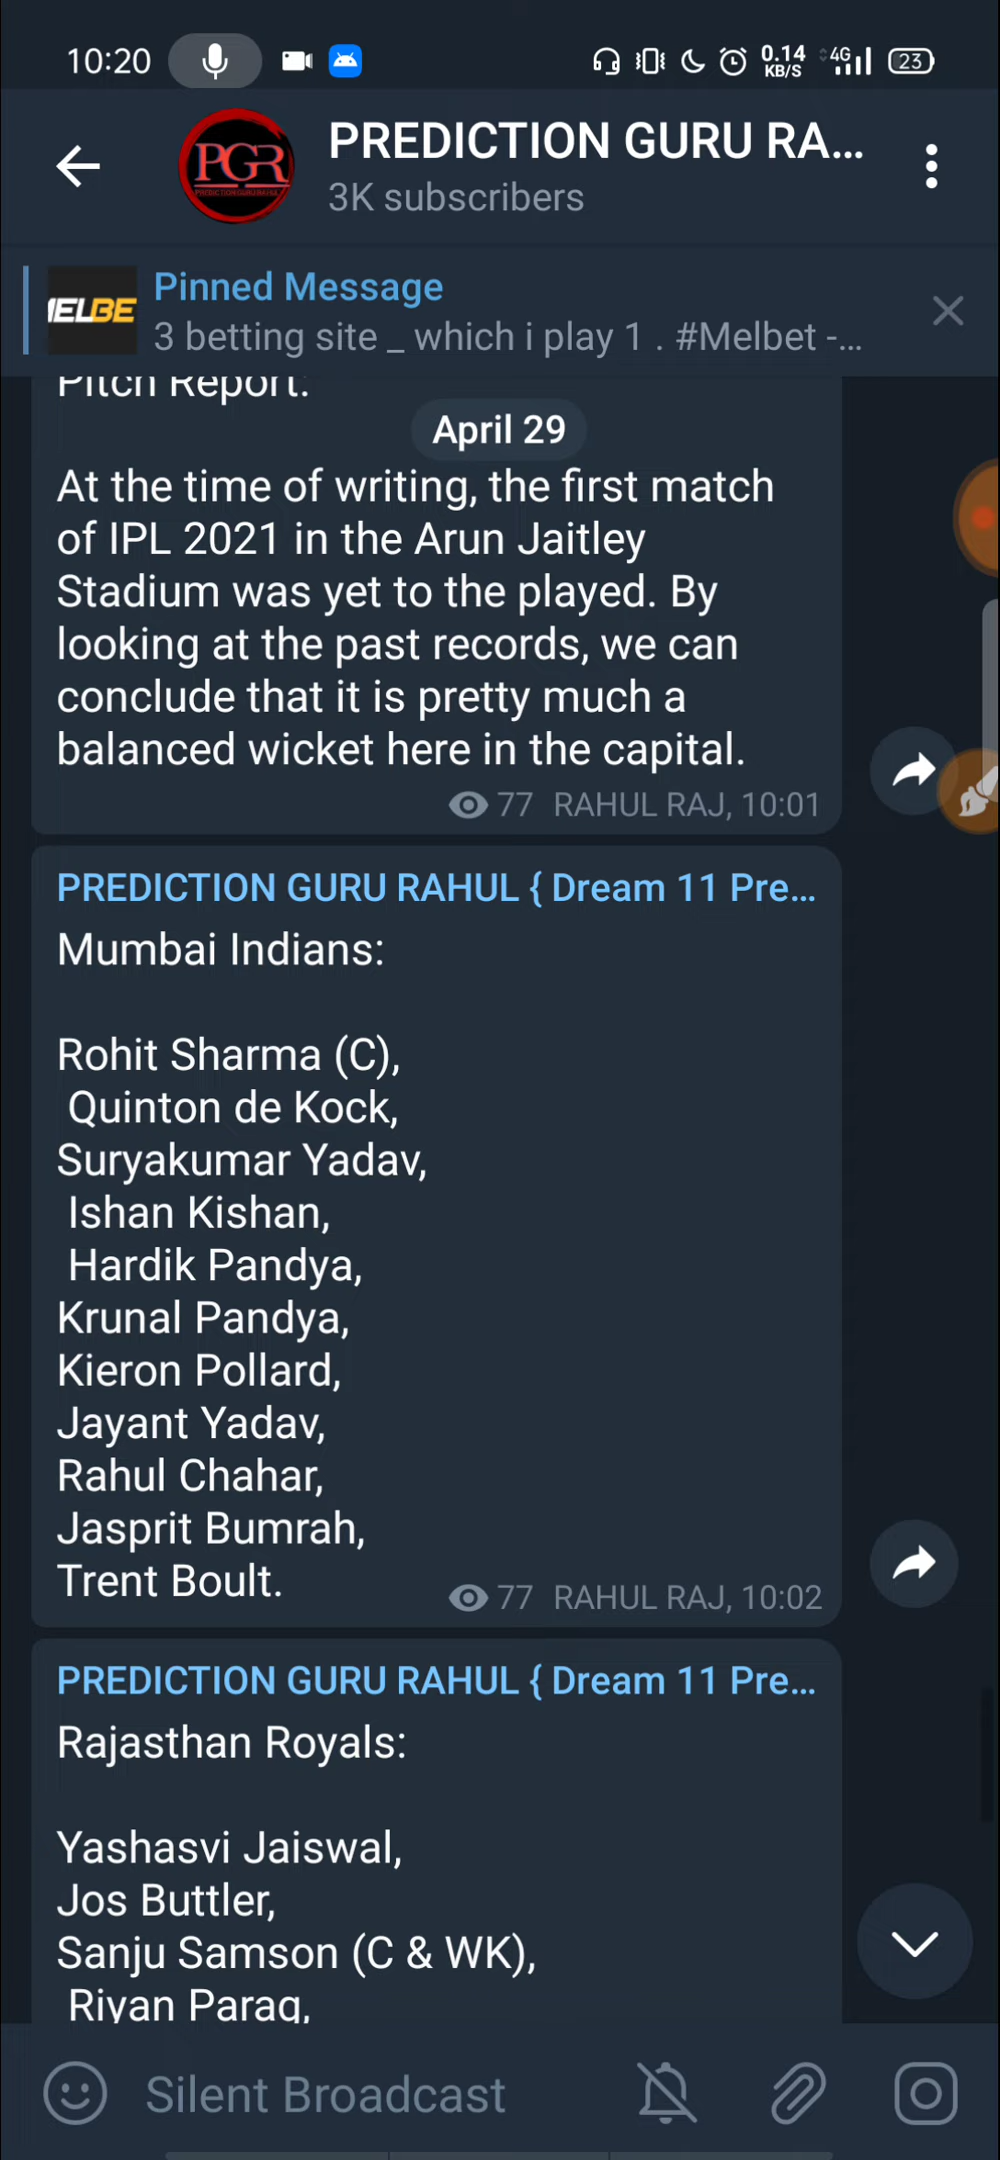 10:20
0.14
KB/S
4G
23
PGR
PREDICTION GURU RAHUL
PREDICTION GURU RA...
3K subscribers
IELBE
Pinned Message
3 betting site _ which i play 1 . #Melbet -...
Pitch Report:
April 29
At the time of writing, the first match
of IPL 2021 in the Arun Jaitley
Stadium was yet to the played. By
looking at the past records, we can
conclude that it is pretty much a
balanced wicket here in the capital.
77 RAHUL RAJ, 10:01
PREDICTION GURU RAHUL { Dream 11 Pre...
Mumbai Indians:
Rohit Sharma (C),
Quinton de Kock,
Suryakumar Yadav,
Ishan Kishan,
Hardik Pandya,
Krunal Pandya,
Kieron Pollard,
Jayant Yadav,
Rahul Chahar,
Jasprit Bumrah,
Trent Boult.
77 RAHUL RAJ, 10:02
PREDICTION GURU RAHUL { Dream 11 Pre...
Rajasthan Royals:
Yashasvi Jaiswal,
Jos Buttler,
Sanju Samson (C & WK),
Riyan Parag,
Silent Broadcast